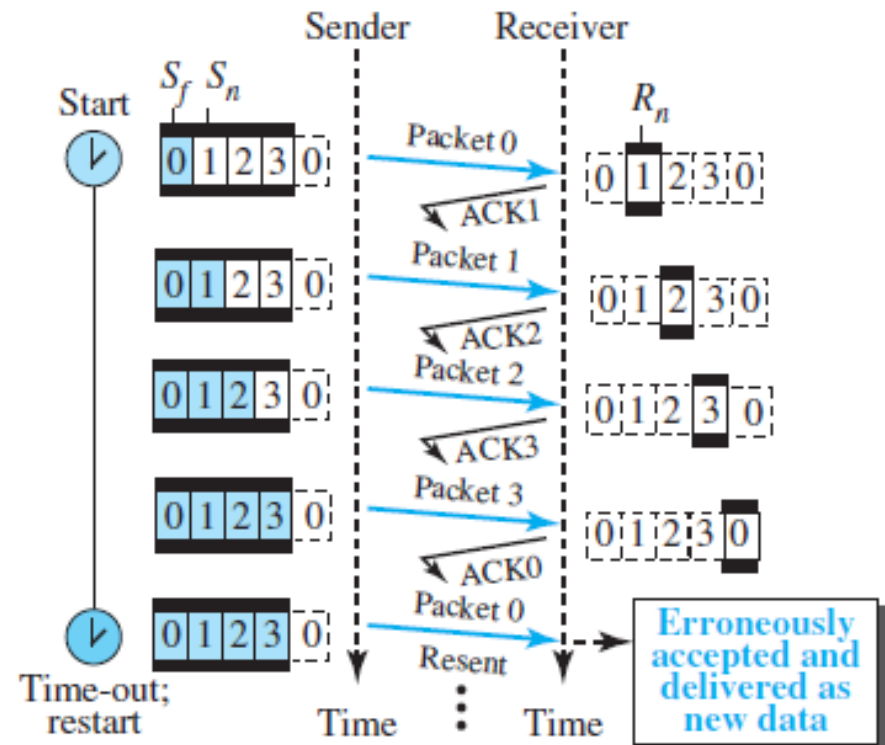 Sender Receiver
Start
Sf Sn
Rn
0 1 2 3 0
Packet 0
0 1 2 3 0
ACK1
0 1 2 3 0
Packet 1
0 1 2 3 0
ACK2
0 1 2 3 0
Packet 2
0 1 2 3 0
ACK3
0 1 2 3 0
Packet 3
0 1 2 3 0
ACK0
0 1 2 3 0
Packet 0
Resent
Erroneously
accepted and
delivered as
new data
Time-out;
restart
Time Time